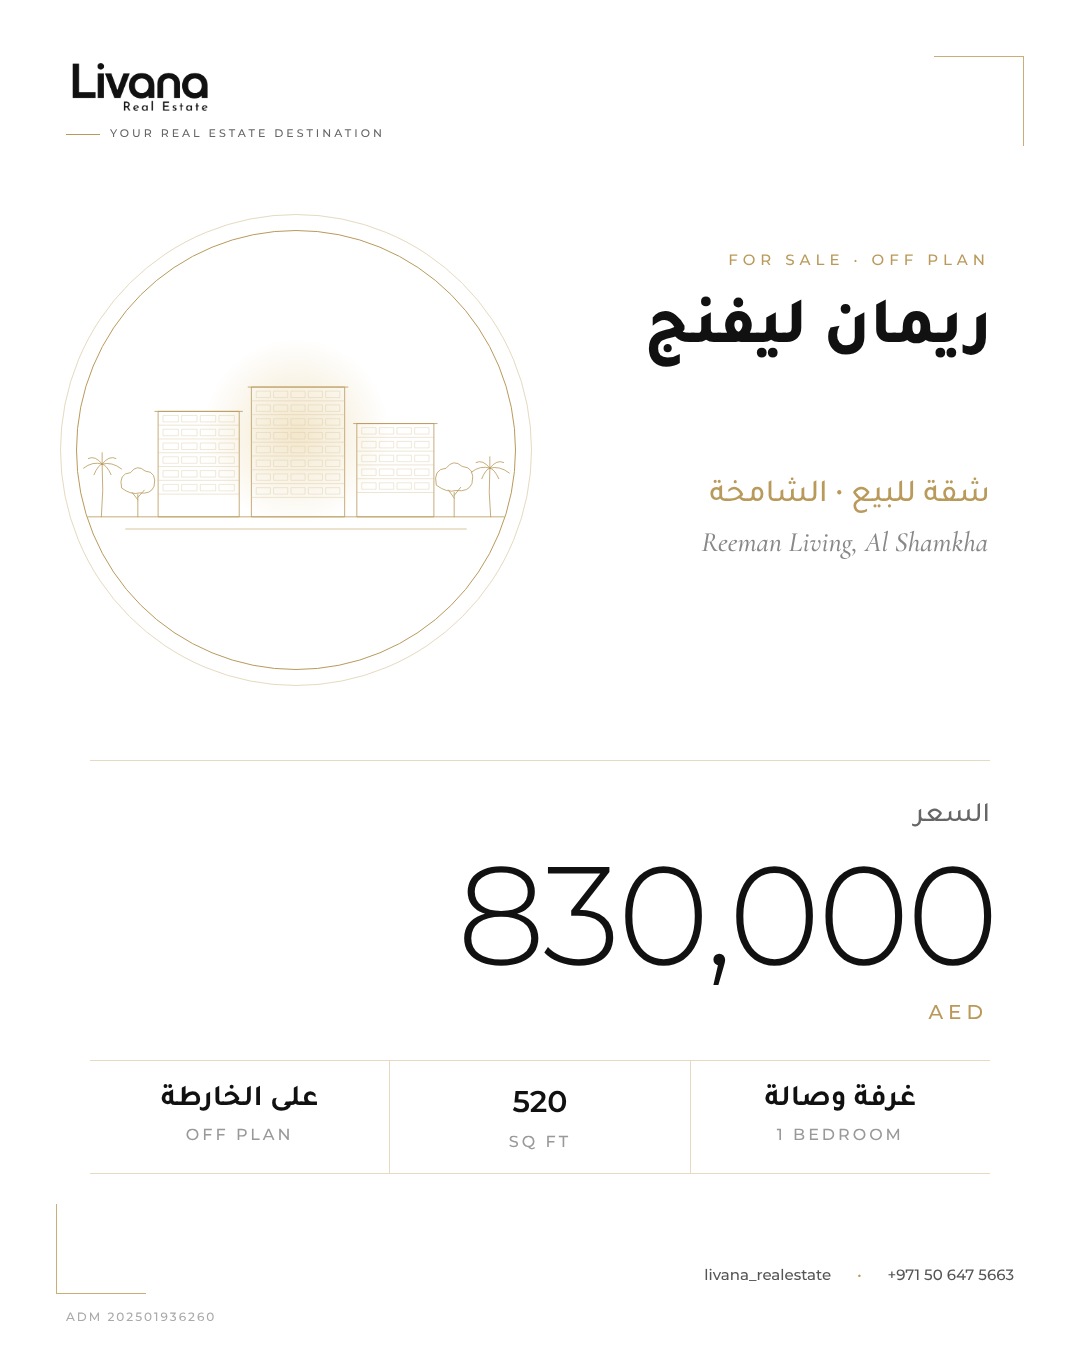 Livana
Real Estate
YOUR REAL ESTATE DESTINATION
FOR SALE · OFF PLAN
ريمان ليفنج
شقة للبيع · الشامخة
Reeman Living, Al Shamkha
السعر
830,000
AED
غرفة وصالة
1 BEDROOM
520
SQ FT
على الخارطة
OFF PLAN
livana_realestate · +971 50 647 5663
ADM 202501936260